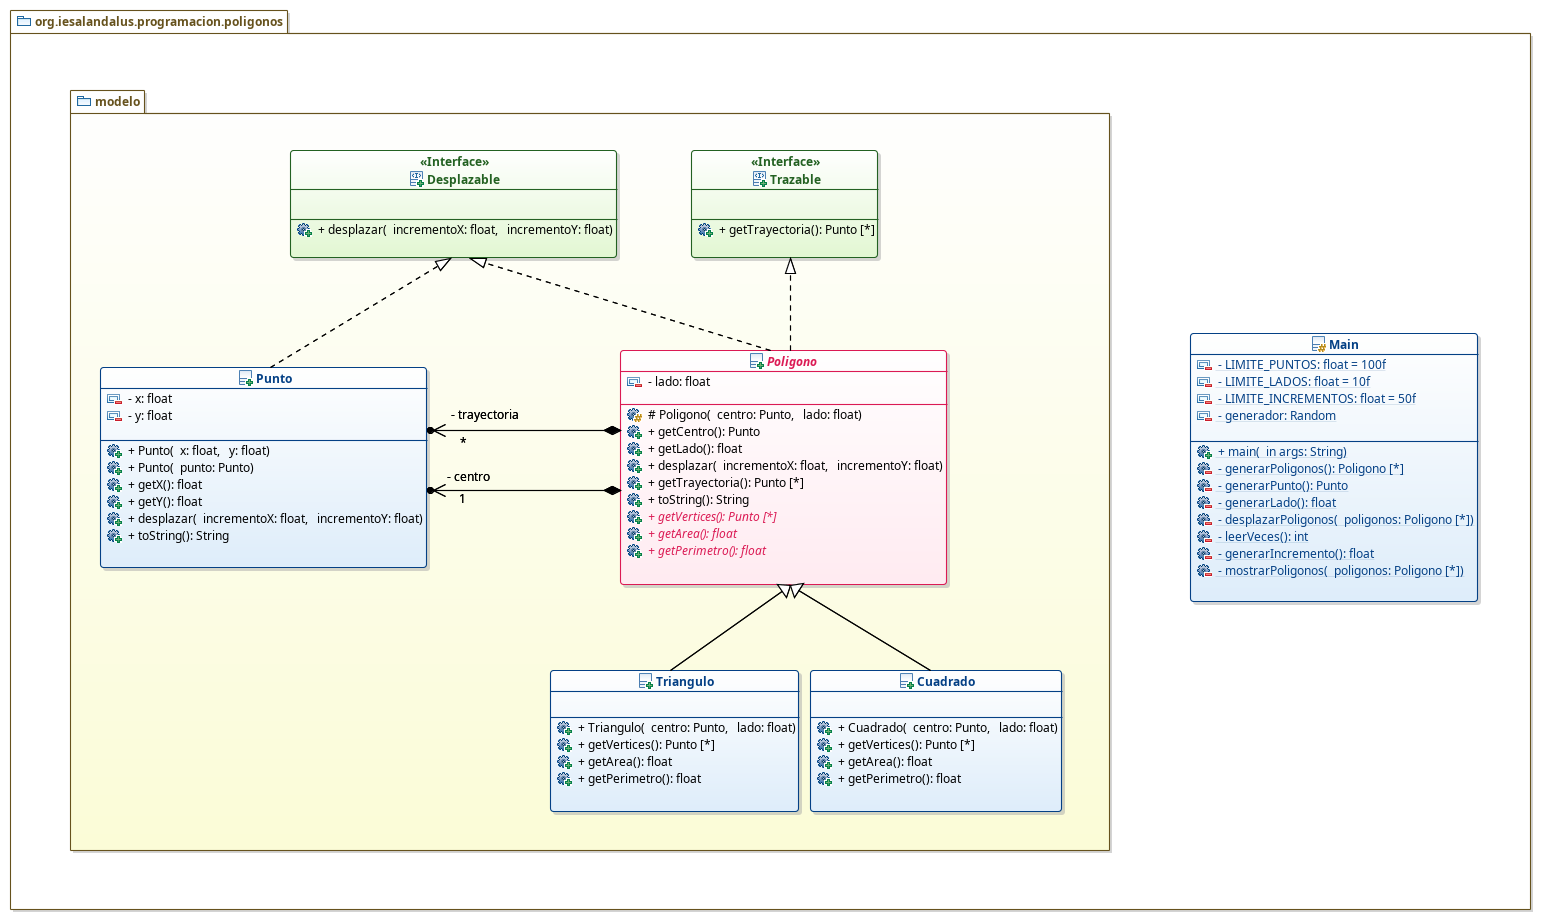 org.iesalandalus.programacion.poligonos
modelo
«Interface»
Desplazable
+ desplazar( incrementoX: float, incrementoY: float)
«Interface»
Trazable
+ getTrayectoria(): Punto [*]
Punto
- x: float
- y: float
+ Punto( x: float, y: float)
+ Punto( punto: Punto)
+ getX(): float
+ getY(): float
+ desplazar( incrementoX: float, incrementoY: float)
+ toString(): String
- trayectoria
*
- centro
1
Poligono
- lado: float
# Poligono( centro: Punto, lado: float)
+ getCentro(): Punto
+ getLado(): float
+ desplazar( incrementoX: float, incrementoY: float)
+ getTrayectoria(): Punto [*]
+ toString(): String
+ getVertices(): Punto [*]
+ getArea(): float
+ getPerimetro(): float
Triangulo
+ Triangulo( centro: Punto, lado: float)
+ getVertices(): Punto [*]
+ getArea(): float
+ getPerimetro(): float
Cuadrado
+ Cuadrado( centro: Punto, lado: float)
+ getVertices(): Punto [*]
+ getArea(): float
+ getPerimetro(): float
Main
- LIMITE_PUNTOS: float = 100f
- LIMITE_LADOS: float = 10f
- LIMITE_INCREMENTOS: float = 50f
- generador: Random
+ main( in args: String)
- generarPoligonos(): Poligono [*]
- generarPunto(): Punto
- generarLado(): float
- desplazarPoligonos( poligonos: Poligono [*])
- leerVeces(): int
- generarIncremento(): float
- mostrarPoligonos( poligonos: Poligono [*])